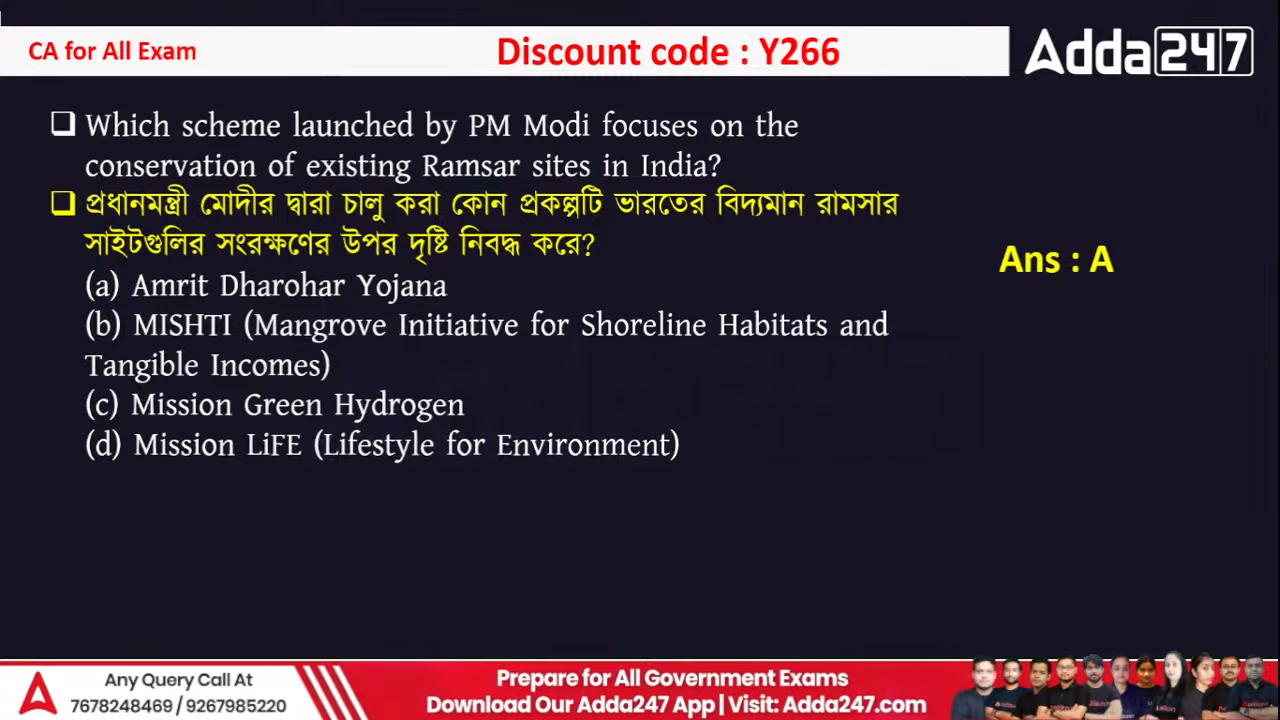 CA for All Exam
Discount code : Y266
Adda247
Which scheme launched by PM Modi focuses on the
conservation of existing Ramsar sites in India?
প্রধানমন্ত্রী মোদীর দ্বারা চালু করা কোন প্রকল্পটি ভারতের বিদ্যমান রামসার
সাইটগুলির সংরক্ষণের উপর দৃষ্টি নিবদ্ধ করে?
Ans : A
(a) Amrit Dharohar Yojana
(b) MISHTI (Mangrove Initiative for Shoreline Habitats and
Tangible Incomes)
(c) Mission Green Hydrogen
(d) Mission LiFE (Lifestyle for Environment)
Any Query Call At
7678248469 / 9267985220
Prepare for All Government Exams
Download Our Adda247 App | Visit: Adda247.com